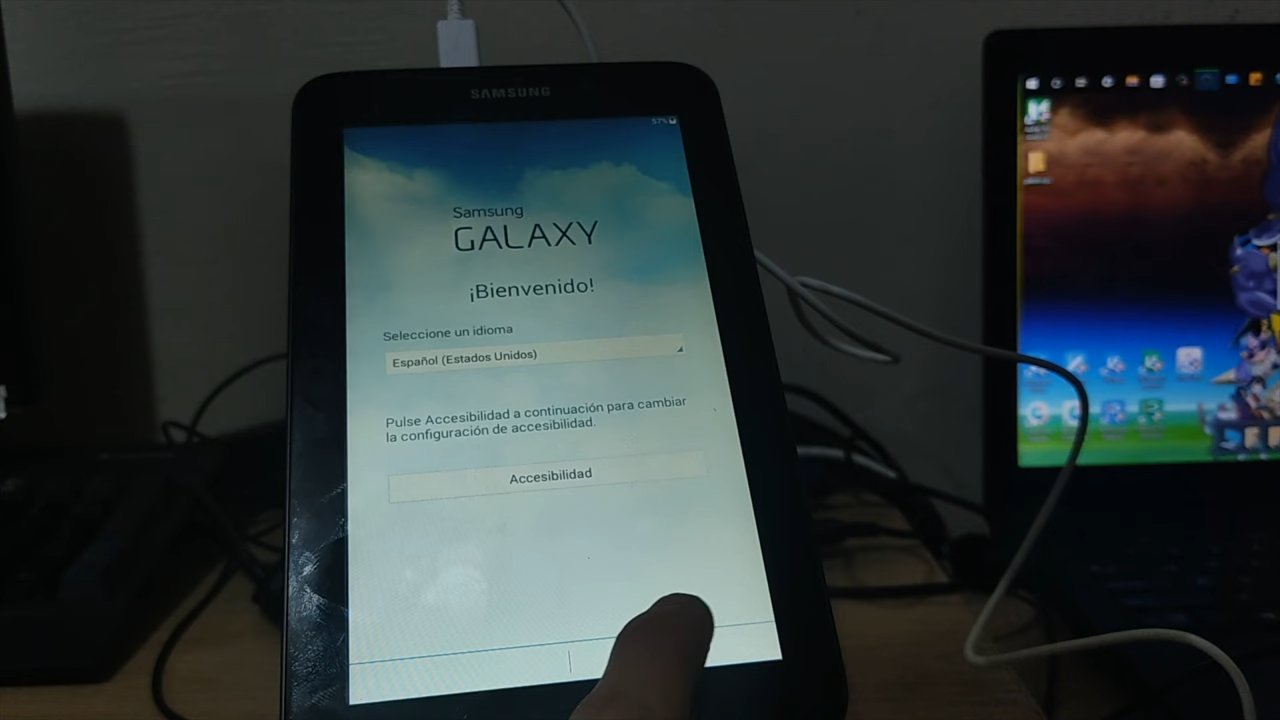 SAMSUNG
57%
Samsung
GALAXY
¡Bienvenido!
Seleccione un idioma
Español (Estados Unidos)
Pulse Accesibilidad a continuación para cambiar
la configuración de accesibilidad.
Accesibilidad